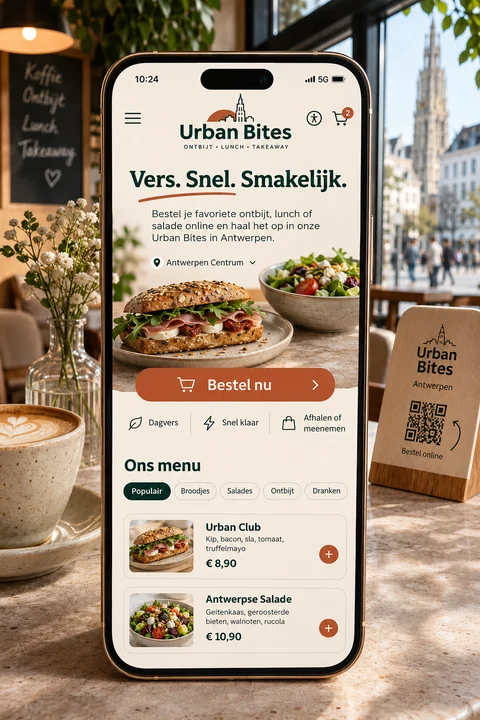 Koffie
Ontbijt
Lunch
Takeaway
10:24
5G
2
Urban Bites
ONTBIJT • LUNCH • TAKEAWAY
Vers. Snel. Smakelijk.
Bestel je favoriete ontbijt, lunch of
salade online en haal het op in onze
Urban Bites in Antwerpen.
Antwerpen Centrum
Bestel nu
Dagvers
Snel klaar
Afhalen of
meenemen
Ons menu
Populair
Broodjes
Salades
Ontbijt
Dranken
Urban Club
Kip, bacon, sla, tomaat,
truffelmayo
€ 8,90
Antwerpse Salade
Geitenkaas, geroosterde
bieten, walnoten, rucola
€ 10,90
Urban
Bites
Antwerpen
Bestel online